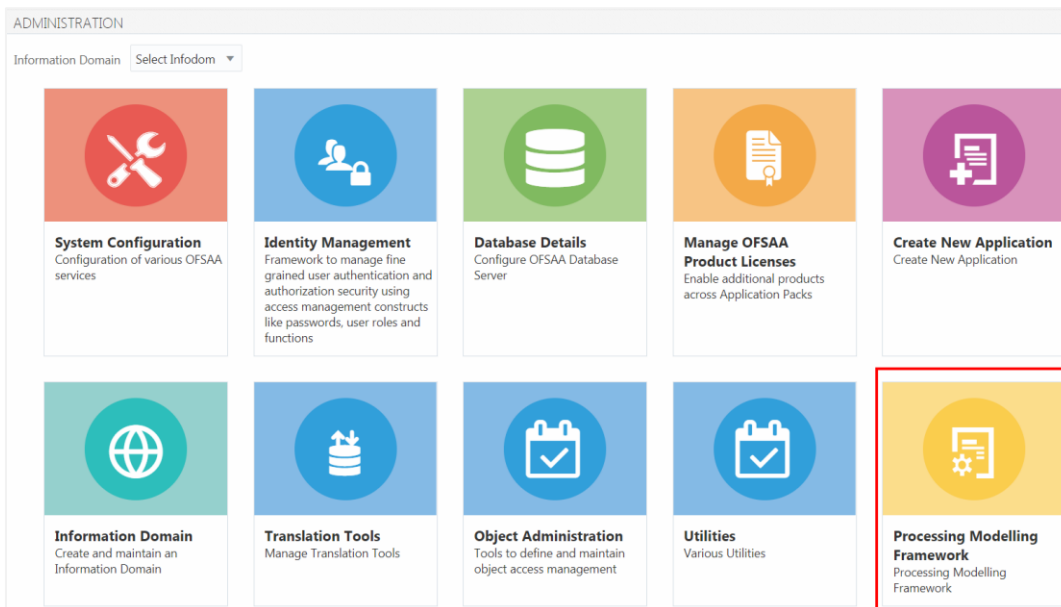 ADMINISTRATION
Information Domain Select Infodom
System Configuration
Configuration of various OFSAA
services
Identity Management
Framework to manage fine
grained user authentication and
authorization security using
access management constructs
like passwords, user roles and
functions
Database Details
Configure OFSAA Database
Server
Manage OFSAA
Product Licenses
Enable additional products
across Application Packs
Create New Application
Create New Application
Information Domain
Create and maintain an
Information Domain
Translation Tools
Manage Translation Tools
Object Administration
Tools to define and maintain
object access management
Utilities
Various Utilities
Processing Modelling
Framework
Processing Modelling
Framework